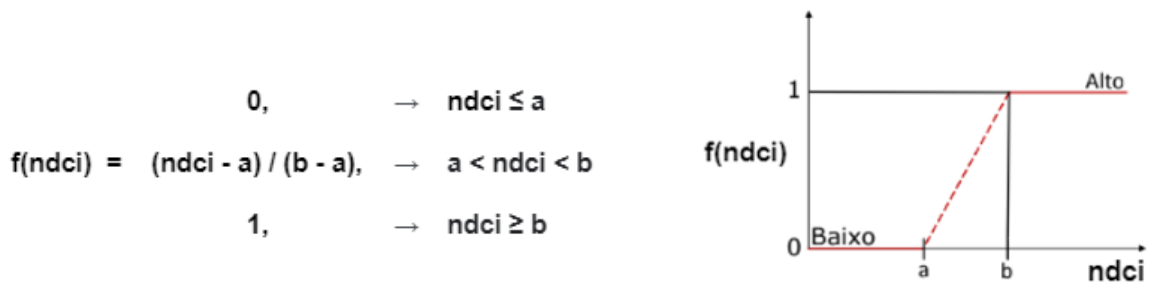 0, → ndci ≤ a
f(ndci) = (ndci - a) / (b - a), → a < ndci < b
1, → ndci ≥ b
1
Alto
f(ndci)
0
Baixo
a
b
ndci